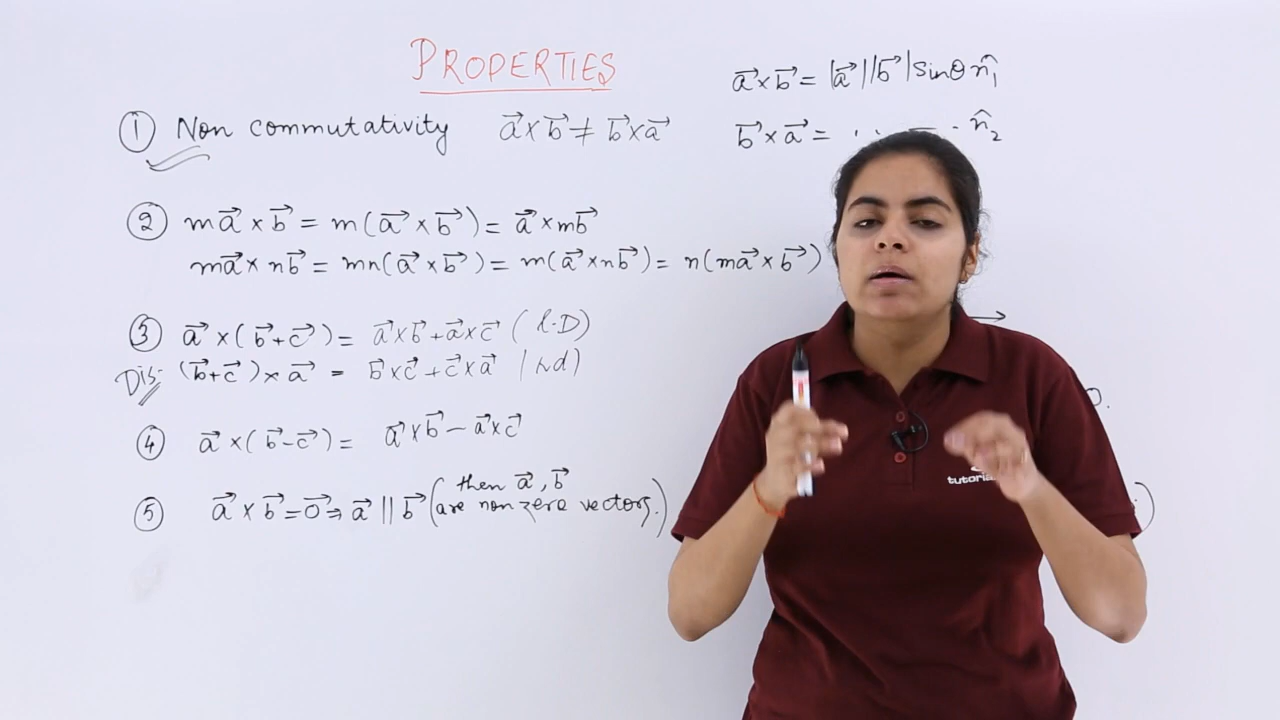 PROPERTIES
a⃗ × b⃗ = |a⃗||b⃗| sinθ n̂₁
① Non commutativity a⃗ × b⃗ ≠ b⃗ × a⃗
b⃗ × a⃗ = n̂₂
② ma⃗ × b⃗ = m(a⃗ × b⃗) = a⃗ × mb⃗
ma⃗ × nb⃗ = mn(a⃗ × b⃗) = m(a⃗ × nb⃗) = n(ma⃗ × b⃗)
③ a⃗ × (b⃗ + c⃗) = a⃗ × b⃗ + a⃗ × c⃗ (l.D)
Dis- (b⃗ + c⃗) × a⃗ = b⃗ × c⃗ + c⃗ × a⃗
④ a⃗ × (b⃗ - c⃗) = a⃗ × b⃗ - a⃗ × c⃗
⑤ a⃗ × b⃗ = 0⃗ ⇒ a⃗ || b⃗ (then a⃗, b⃗
are non zero vectors.)